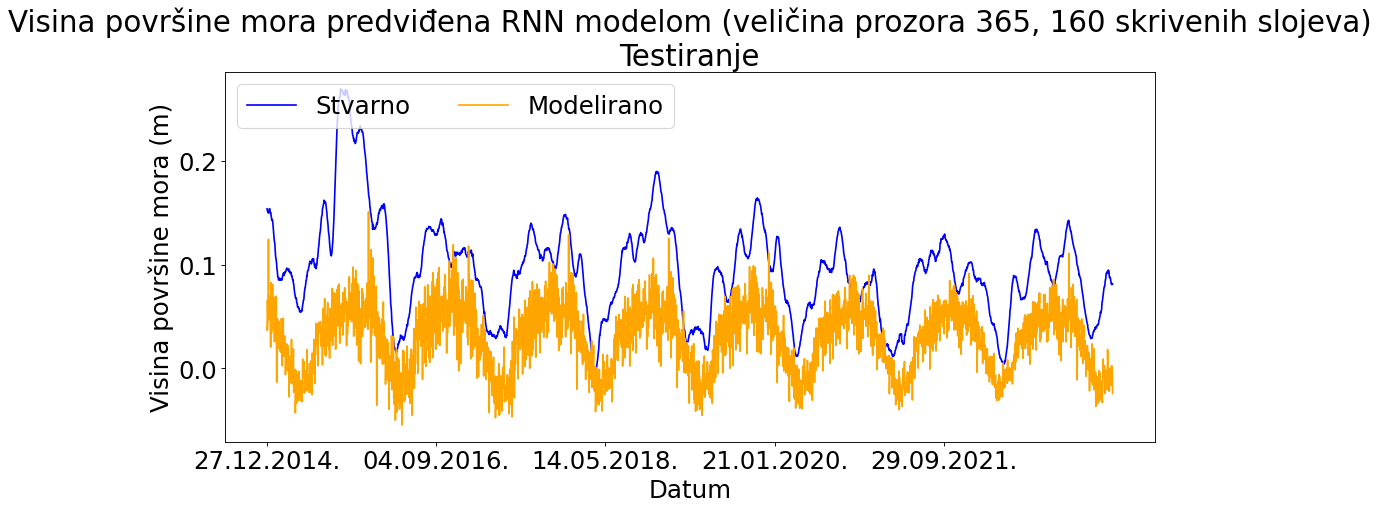 Visina površine mora predviđena RNN modelom (veličina prozora 365, 160 skrivenih slojeva)
Testiranje
Stvarno
Modelirano
Visina površine mora (m)
0.2
0.1
0.0
27.12.2014.
04.09.2016.
14.05.2018.
21.01.2020.
29.09.2021.
Datum